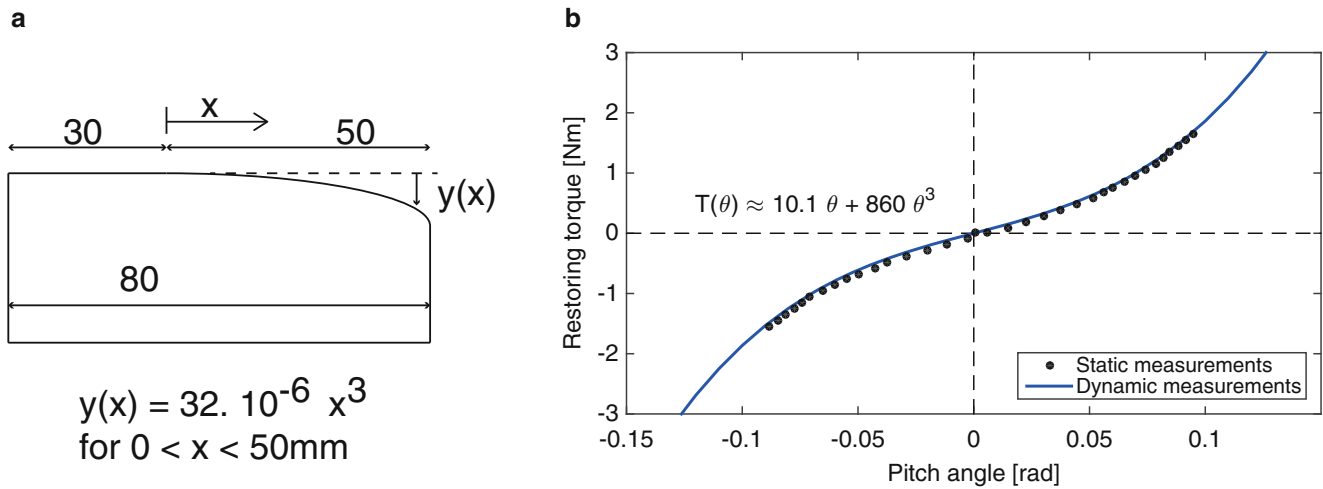 a
x
30
50
y(x)
80
y(x) = 32. 10^-6 x^3
for 0 < x < 50mm
b
Restoring torque [Nm]
3
2
1
0
-1
-2
-3
T(θ) ≈ 10.1 θ + 860 θ^3
Static measurements
Dynamic measurements
-0.15
-0.1
-0.05
0
0.05
0.1
Pitch angle [rad]